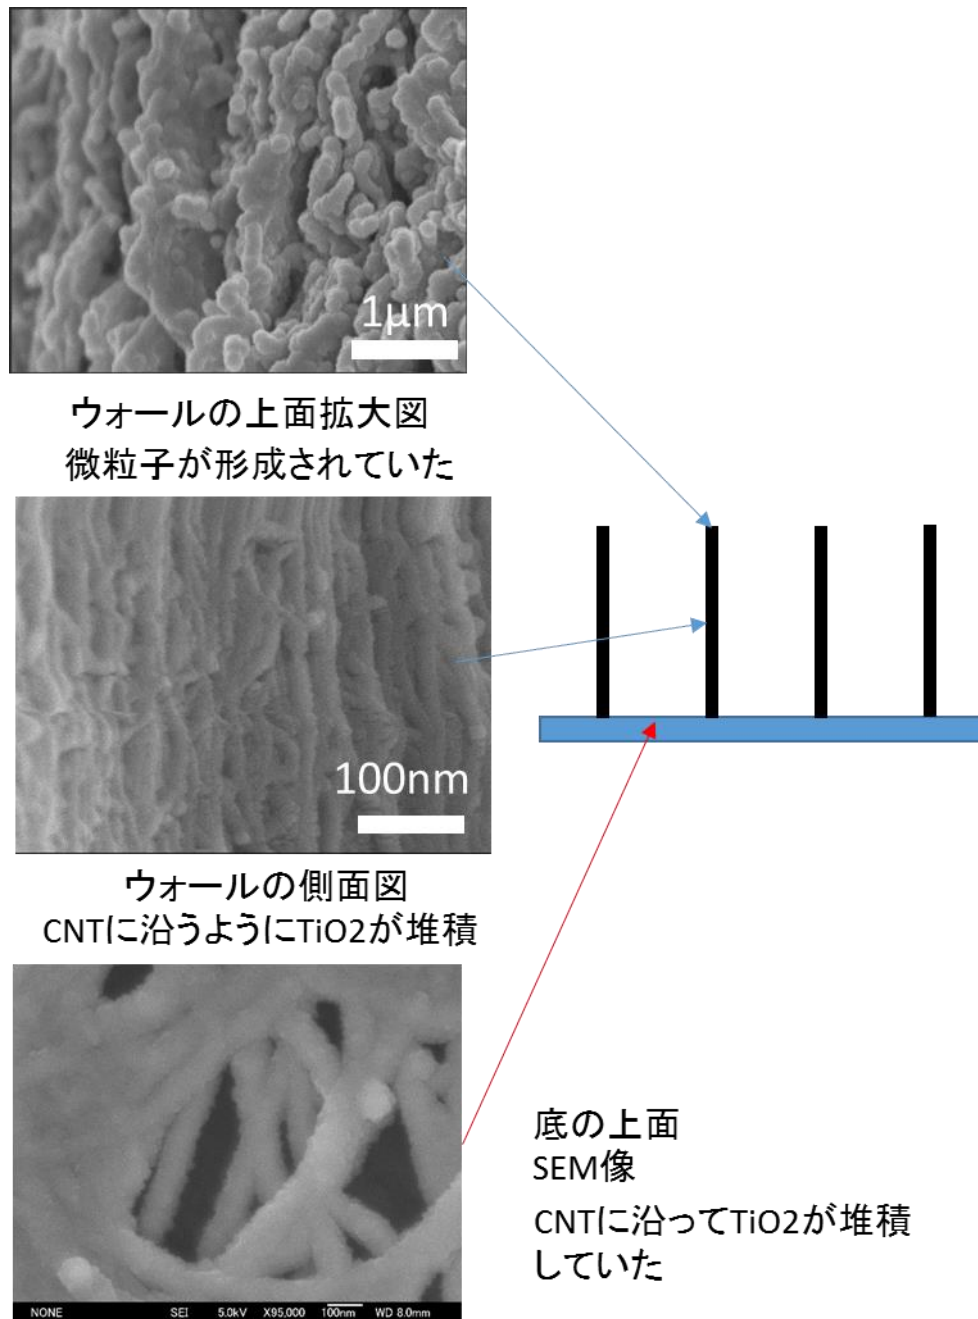 1μm
ウォールの上面拡大図
微粒子が形成されていた
100nm
ウォールの側面図
CNTに沿うようにTiO2が堆積
NONE SEI 5.0kV X95,000 100nm WD 8.0mm
底の上面
SEM像
CNTに沿ってTiO2が堆積
していた